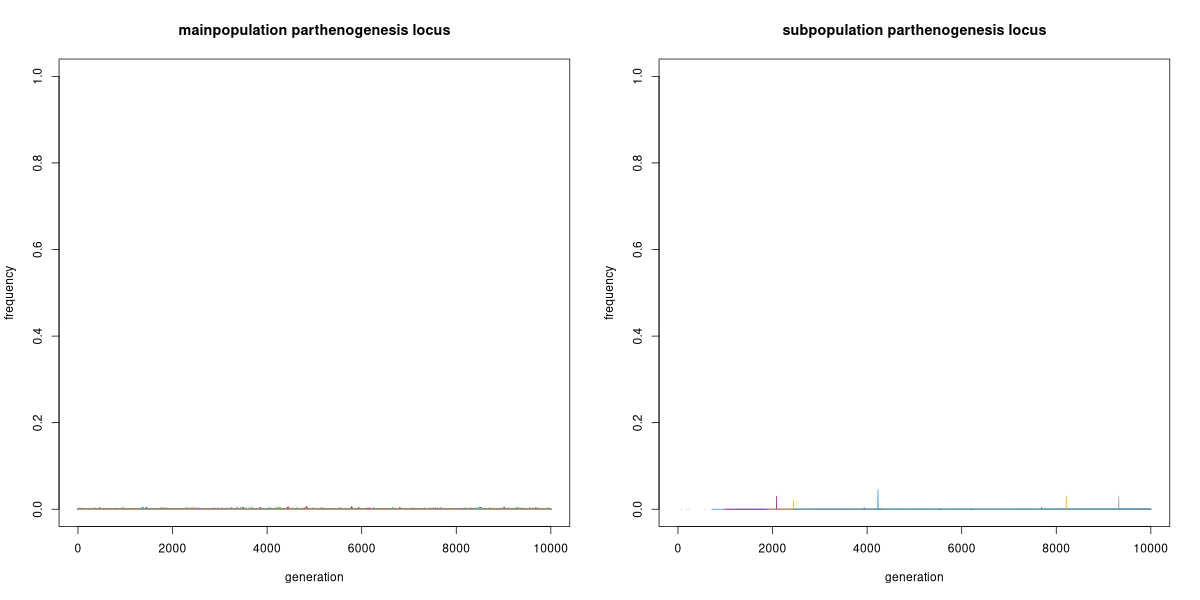 mainpopulation parthenogenesis locus
frequency
1.0
0.8
0.6
0.4
0.2
0.0
0 2000 4000 6000 8000 10000
generation
subpopulation parthenogenesis locus
frequency
1.0
0.8
0.6
0.4
0.2
0.0
0 2000 4000 6000 8000 10000
generation